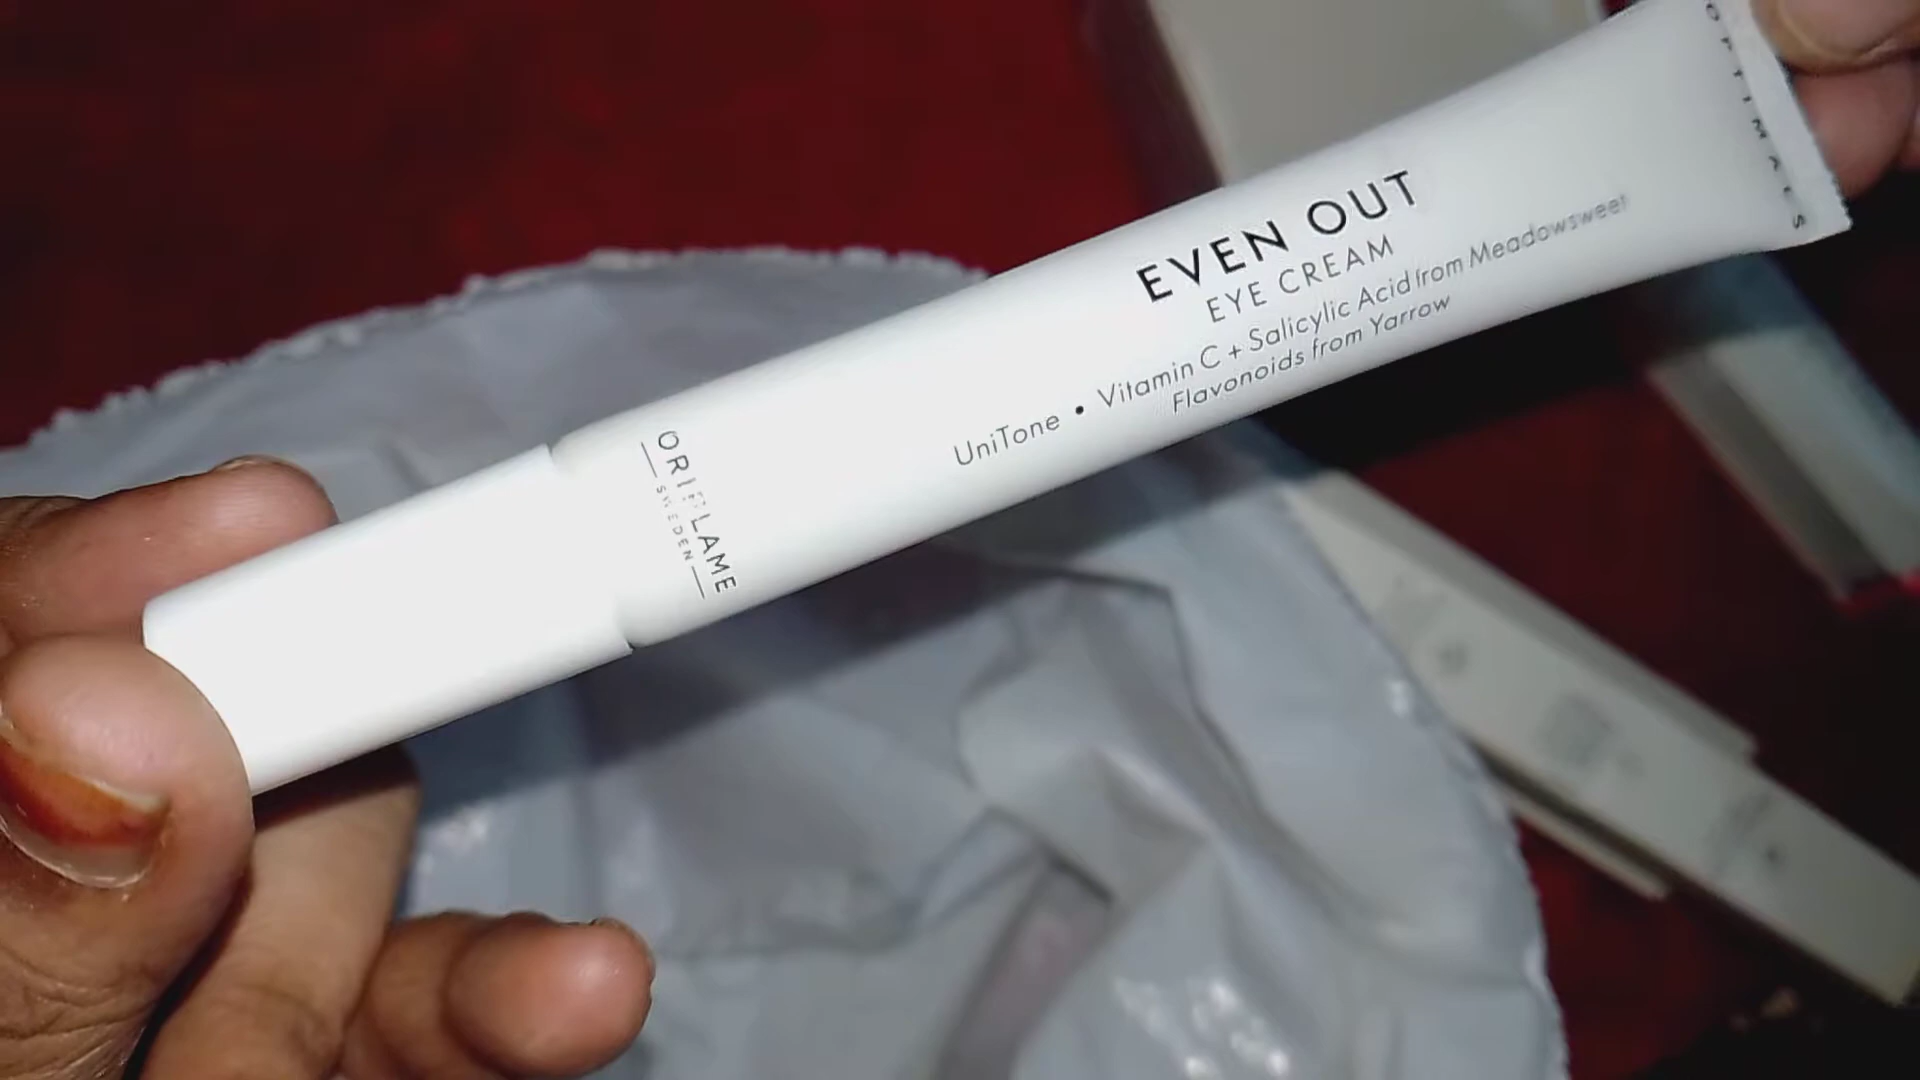 OPTIMALS
EVEN OUT
EYE CREAM
UniTone • Vitamin C + Salicylic Acid from Meadowsweet
Flavonoids from Yarrow
ORIFLAME
SWEDEN